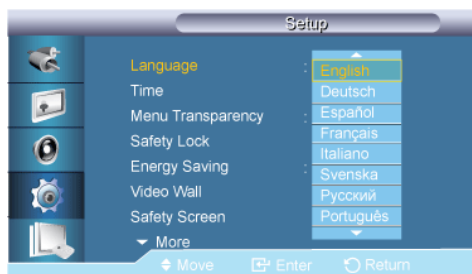 Setup
Language : English
Time Deutsch
Menu Transparency : Español
Safety Lock Français
Italiano
Energy Saving : Svenska
Video Wall Русский
Safety Screen Português
More
Move Enter Return